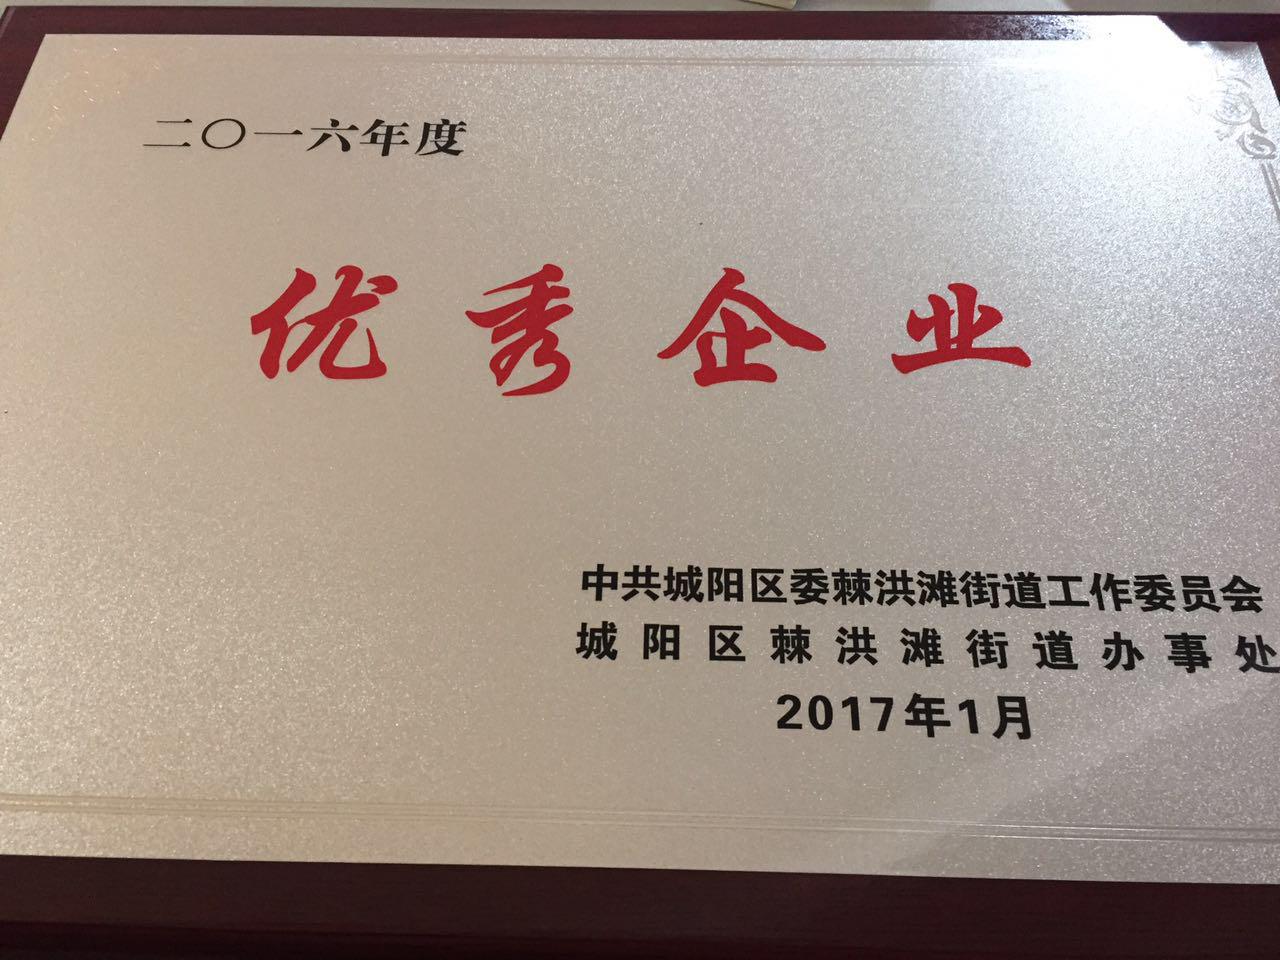 二〇一六年度
优秀企业
中共城阳区委棘洪滩街道工作委员会
城阳区棘洪滩街道办事处
2017年1月